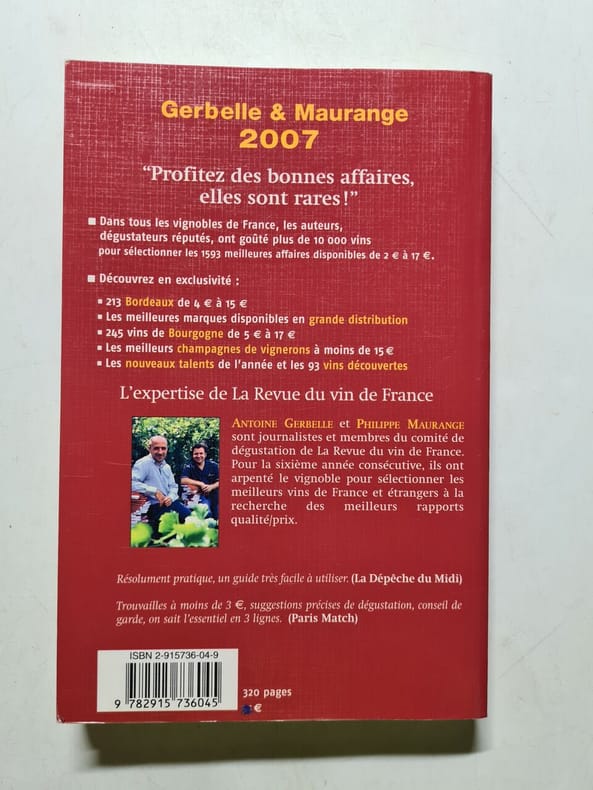 Gerbelle & Maurange
2007
“Profitez des bonnes affaires,
elles sont rares !”
■ Dans tous les vignobles de France, les auteurs,
dégustateurs réputés, ont goûté plus de 10 000 vins
pour sélectionner les 1593 meilleures affaires disponibles de 2 € à 17 €.
■ Découvrez en exclusivité :
▪ 213 Bordeaux de 4 € à 15 €
▪ Les meilleures marques disponibles en grande distribution
▪ 245 vins de Bourgogne de 5 € à 17 €
▪ Les meilleurs champagnes de vignerons à moins de 15 €
▪ Les nouveaux talents de l'année et les 93 vins découvertes
L'expertise de La Revue du vin de France
ANTOINE GERBELLE et PHILIPPE MAURANGE
sont journalistes et membres du comité de
dégustation de La Revue du vin de France.
Pour la sixième année consécutive, ils ont
arpenté le vignoble pour sélectionner les
meilleurs vins de France et étrangers à la
recherche des meilleurs rapports
qualité/prix.
Résolument pratique, un guide très facile à utiliser. (La Dépêche du Midi)
Trouvailles à moins de 3 €, suggestions précises de dégustation, conseil de
garde, on sait l'essentiel en 3 lignes. (Paris Match)
ISBN 2-915736-04-9
9 782915 736045
320 pages
€